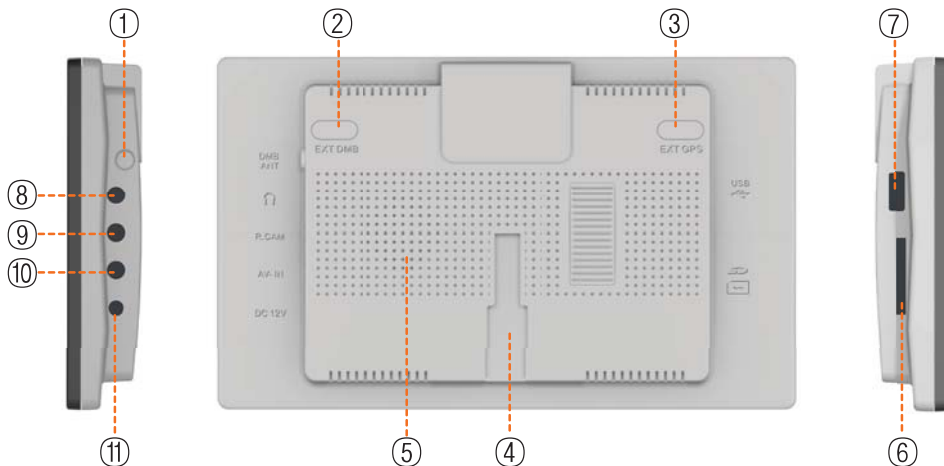 ① ② ③ ⑦
EXT DMB EXT GPS
DMB
ANT
USB
⑧
R.CAM
⑨
AV-IN
⑩
DC 12V
⑪ ⑤ ④ ⑥